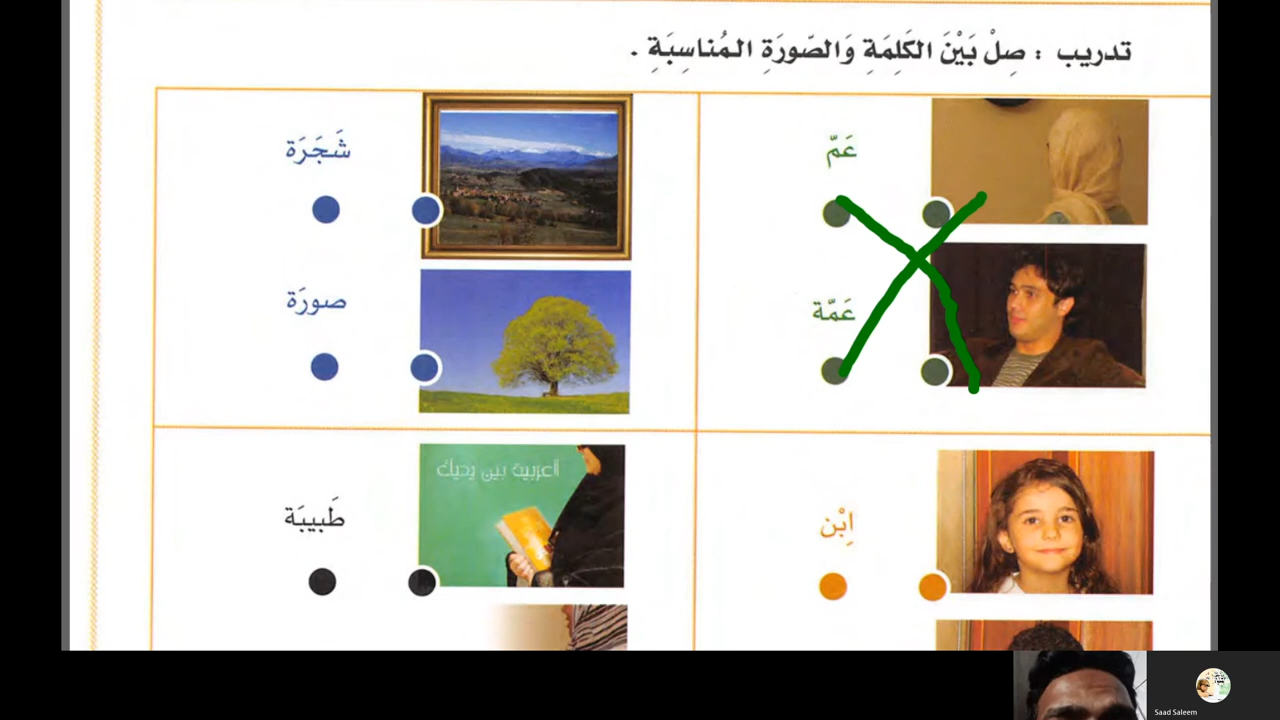 تدريب : صِلْ بَيْنَ الكَلِمَةِ وَالصّورَةِ المُناسِبَةِ .
عَمّ
عَمّة
شَجَرَة
صورَة
اِبْن
العربية بين يديك
طَبيبَة
Saad Saleem